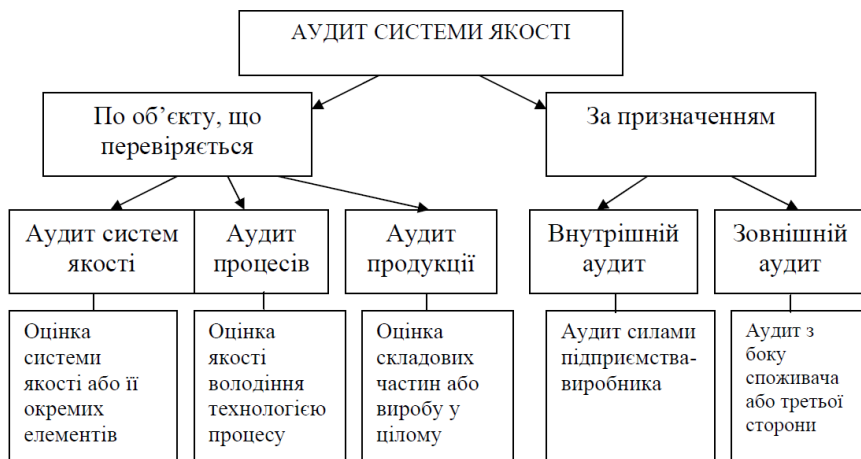 АУДИТ СИСТЕМИ ЯКОСТІ
По об’єкту, що
перевіряється
За призначенням
Аудит систем
якості
Аудит
процесів
Аудит
продукції
Внутрішній
аудит
Зовнішній
аудит
Оцінка
системи
якості або її
окремих
елементів
Оцінка
якості
володіння
технологією
процесу
Оцінка
складових
частин або
виробу у
цілому
Аудит силами
підприємства-
виробника
Аудит з
боку
споживача
або третьої
сторони